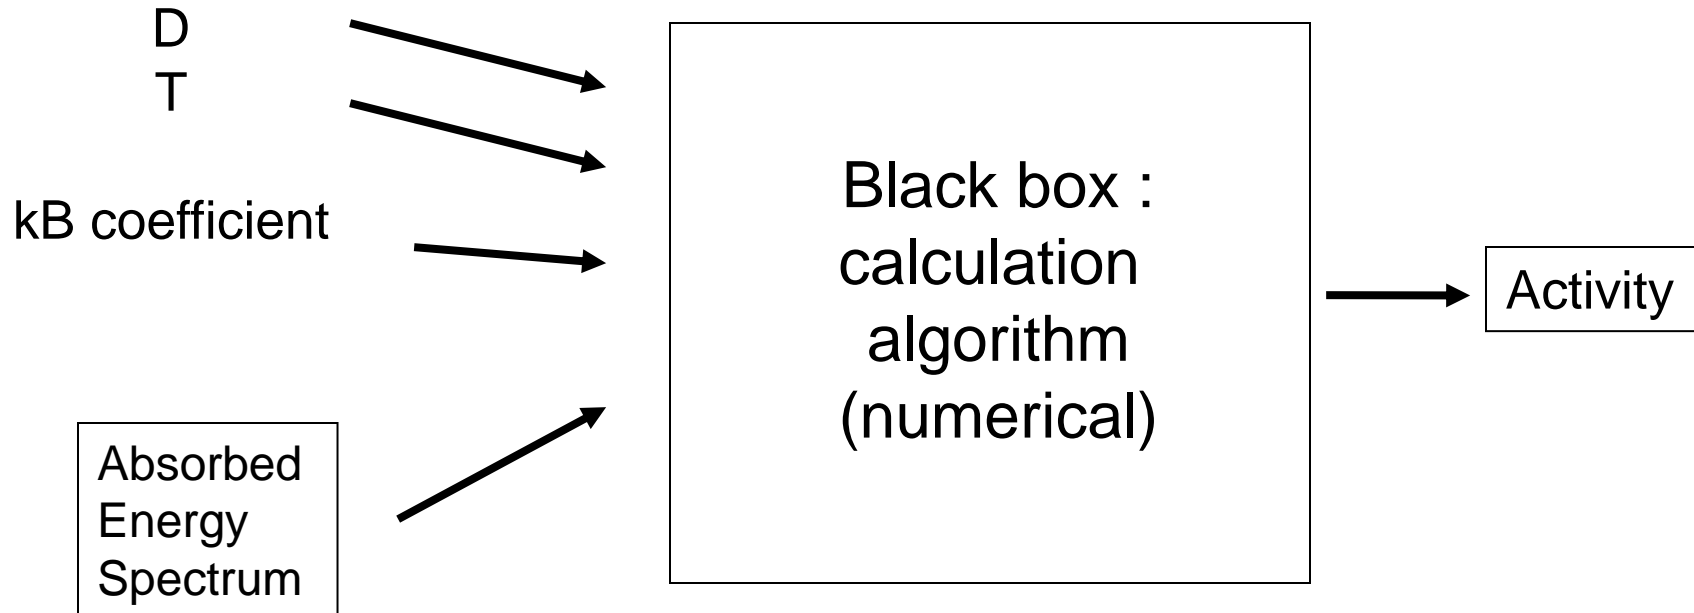 D
T
kB coefficient
Absorbed
Energy
Spectrum
Black box :
calculation
algorithm
(numerical)
Activity